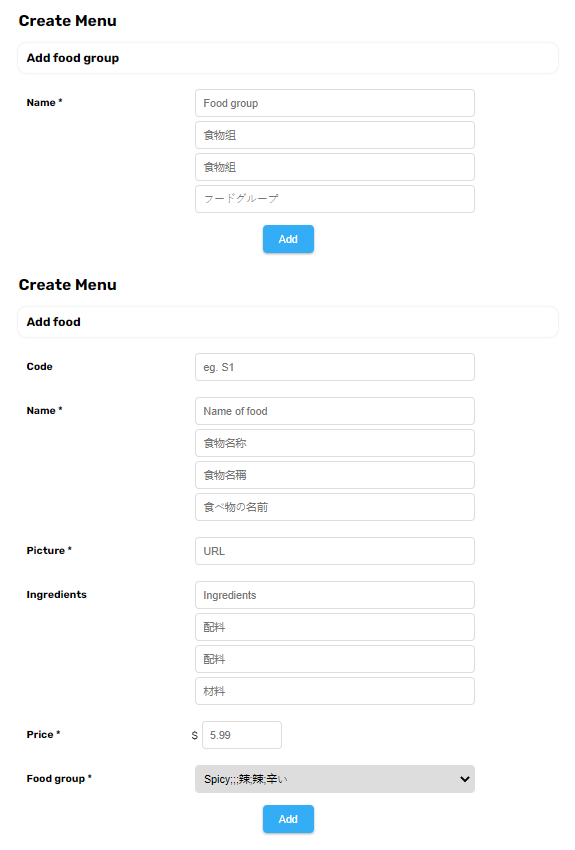 Create Menu
Add food group
Name *
Food group
食物组
食物組
フードグループ
Add
Create Menu
Add food
Code
eg. S1
Name *
Name of food
食物名称
食物名稱
食べ物の名前
Picture *
URL
Ingredients
Ingredients
配料
配料
材料
Price *
$ 5.99
Food group *
Spicy;;;辣;辣;辛い
Add